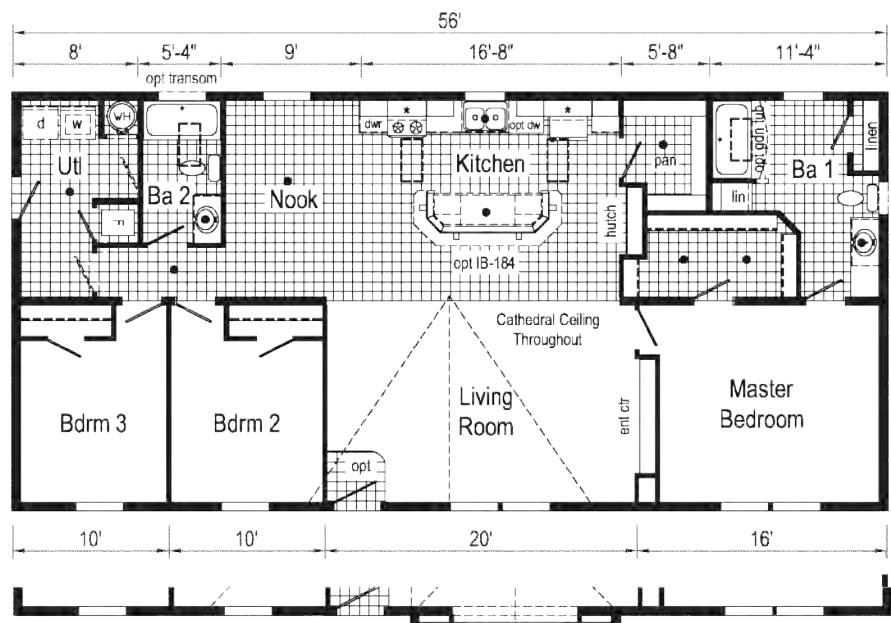 56'
8' 5'-4" 9' 16'-8" 5'-8" 11'-4"
opt transom
d w WH
dwr * opt dw *
Utl
Ba 2
Nook
Kitchen
pan
opt gdn tub
Ba 1
linen
lin
hutch
opt IB-184
Cathedral Ceiling
Throughout
Bdrm 3
Bdrm 2
Living
Room
ent ctr
Master
Bedroom
opt
10' 10' 20' 16'